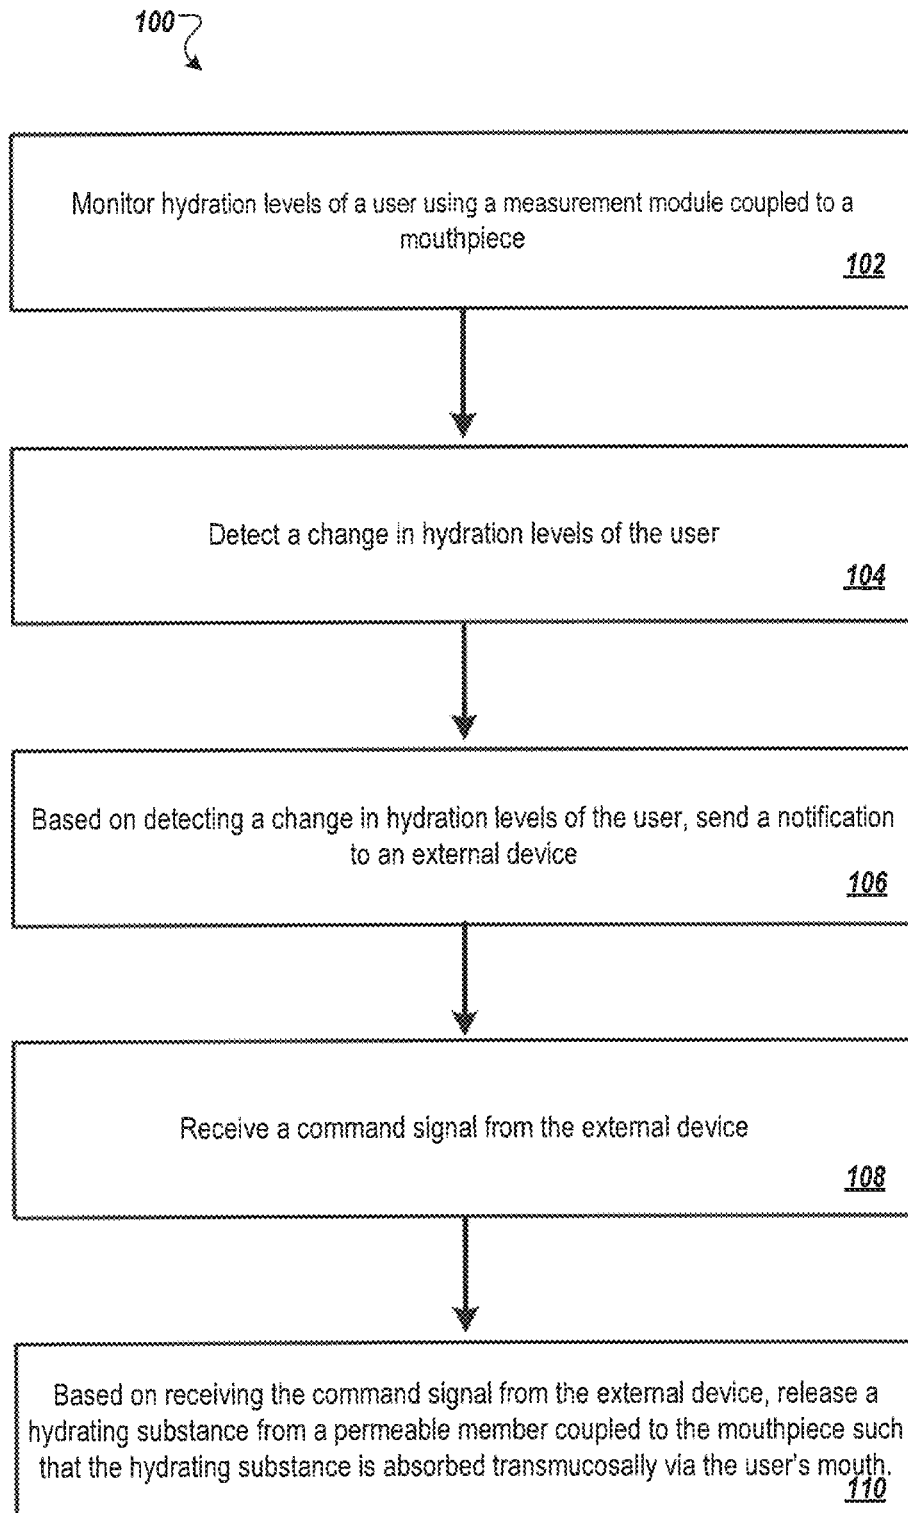 100
Monitor hydration levels of a user using a measurement module coupled to a
mouthpiece
102
Detect a change in hydration levels of the user
104
Based on detecting a change in hydration levels of the user, send a notification
to an external device
106
Receive a command signal from the external device
108
Based on receiving the command signal from the external device, release a
hydrating substance from a permeable member coupled to the mouthpiece such
that the hydrating substance is absorbed transmucosally via the user's mouth.
110